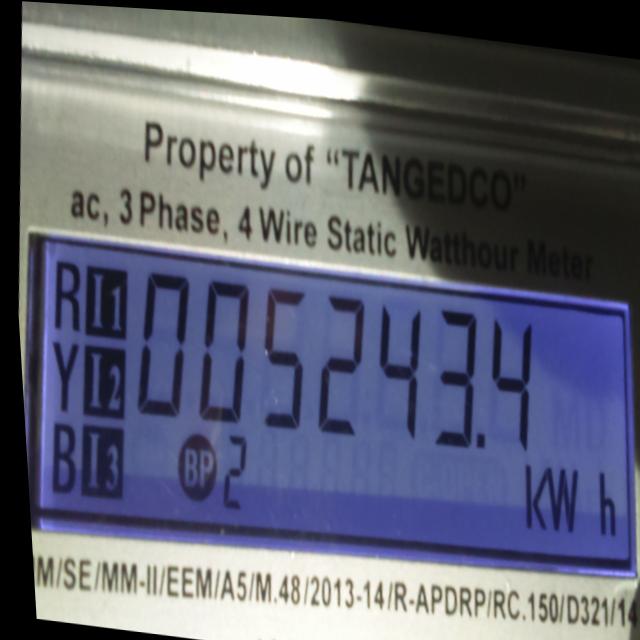 Property of "TANGEDCO"
ac, 3 Phase, 4 Wire Static Watthour Meter
R I1 005243.4
Y I2
B I3 BP 2 kW h
M/SE/MM-II/EEM/A5/M.48/2013-14/R-APDRP/RC.150/D321/14